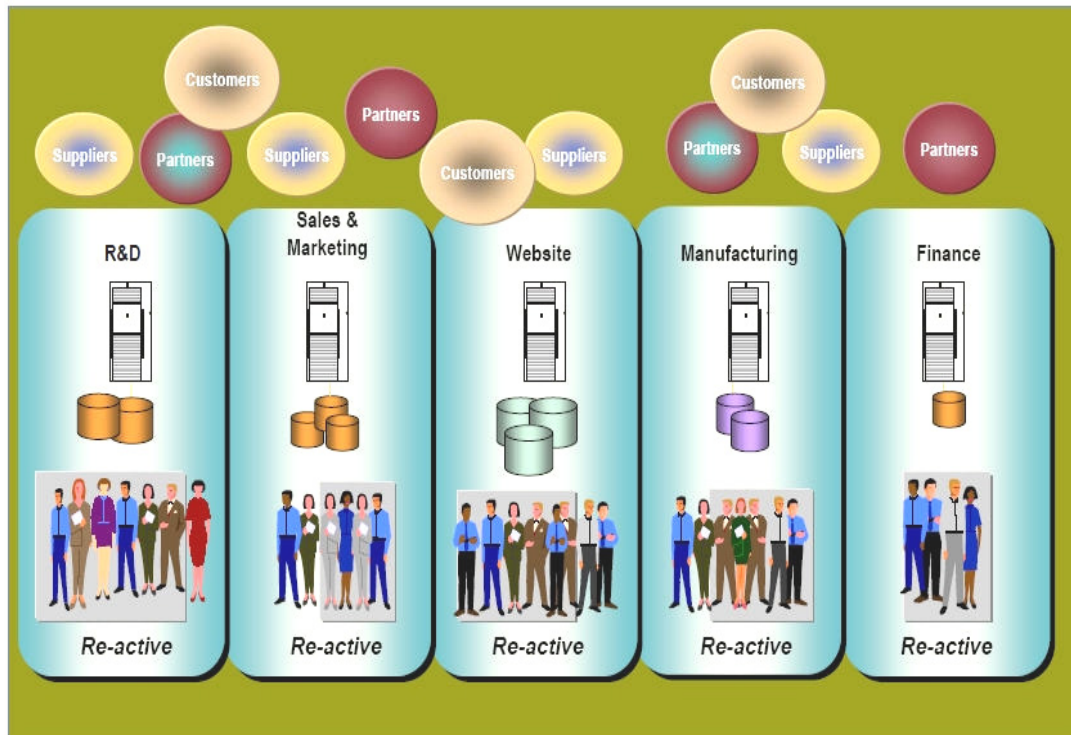 Customers
Partners
Customers
Suppliers
Partners
Suppliers
Customers
Suppliers
Partners
Suppliers
Partners
R&D
Sales &
Marketing
Website
Manufacturing
Finance
Re-active
Re-active
Re-active
Re-active
Re-active